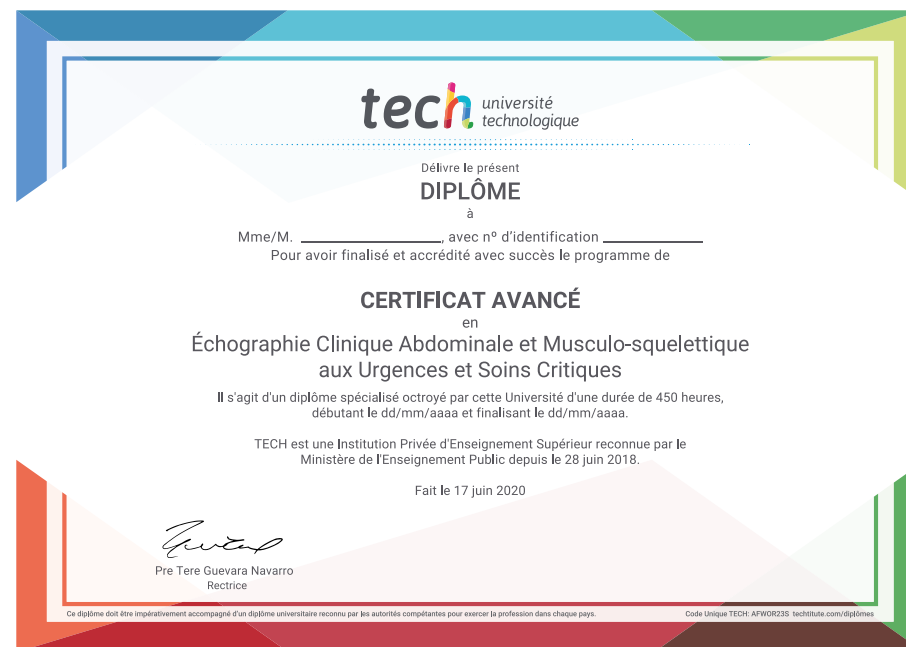 tech université
technologique
Délivre le présent
DIPLÔME
à
Mme/M. ____________________, avec nº d'identification ______________
Pour avoir finalisé et accrédité avec succès le programme de
CERTIFICAT AVANCÉ
en
Échographie Clinique Abdominale et Musculo-squelettique
aux Urgences et Soins Critiques
Il s'agit d'un diplôme spécialisé octroyé par cette Université d'une durée de 450 heures,
débutant le dd/mm/aaaa et finalisant le dd/mm/aaaa.
TECH est une Institution Privée d'Enseignement Supérieur reconnue par le
Ministère de l'Enseignement Public depuis le 28 juin 2018.
Fait le 17 juin 2020
Pre Tere Guevara Navarro
Rectrice
Ce diplôme doit être impérativement accompagné d'un diplôme universitaire reconnu par les autorités compétantes pour exercer la profession dans chaque pays.
Code Unique TECH: AFWOR23S techtitute.com/diplômes